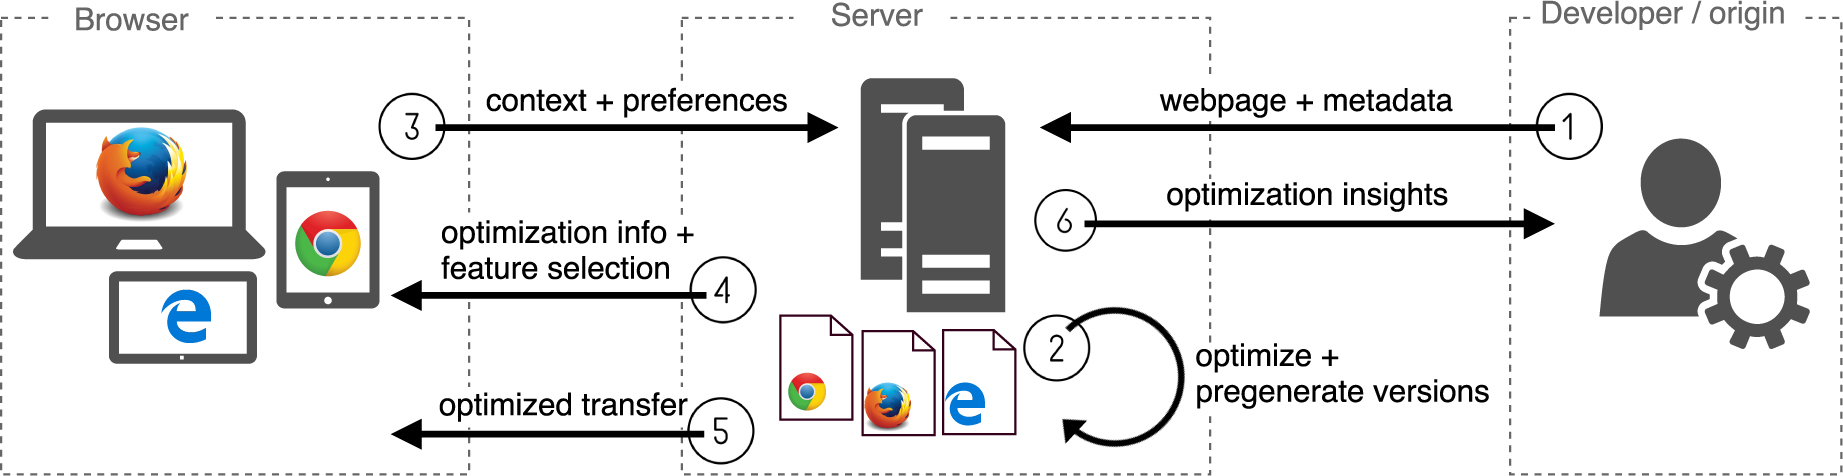 Browser
Server
Developer / origin
3
context + preferences
webpage + metadata
1
6
optimization insights
optimization info +
feature selection
4
2
optimize +
pregenerate versions
optimized transfer
5